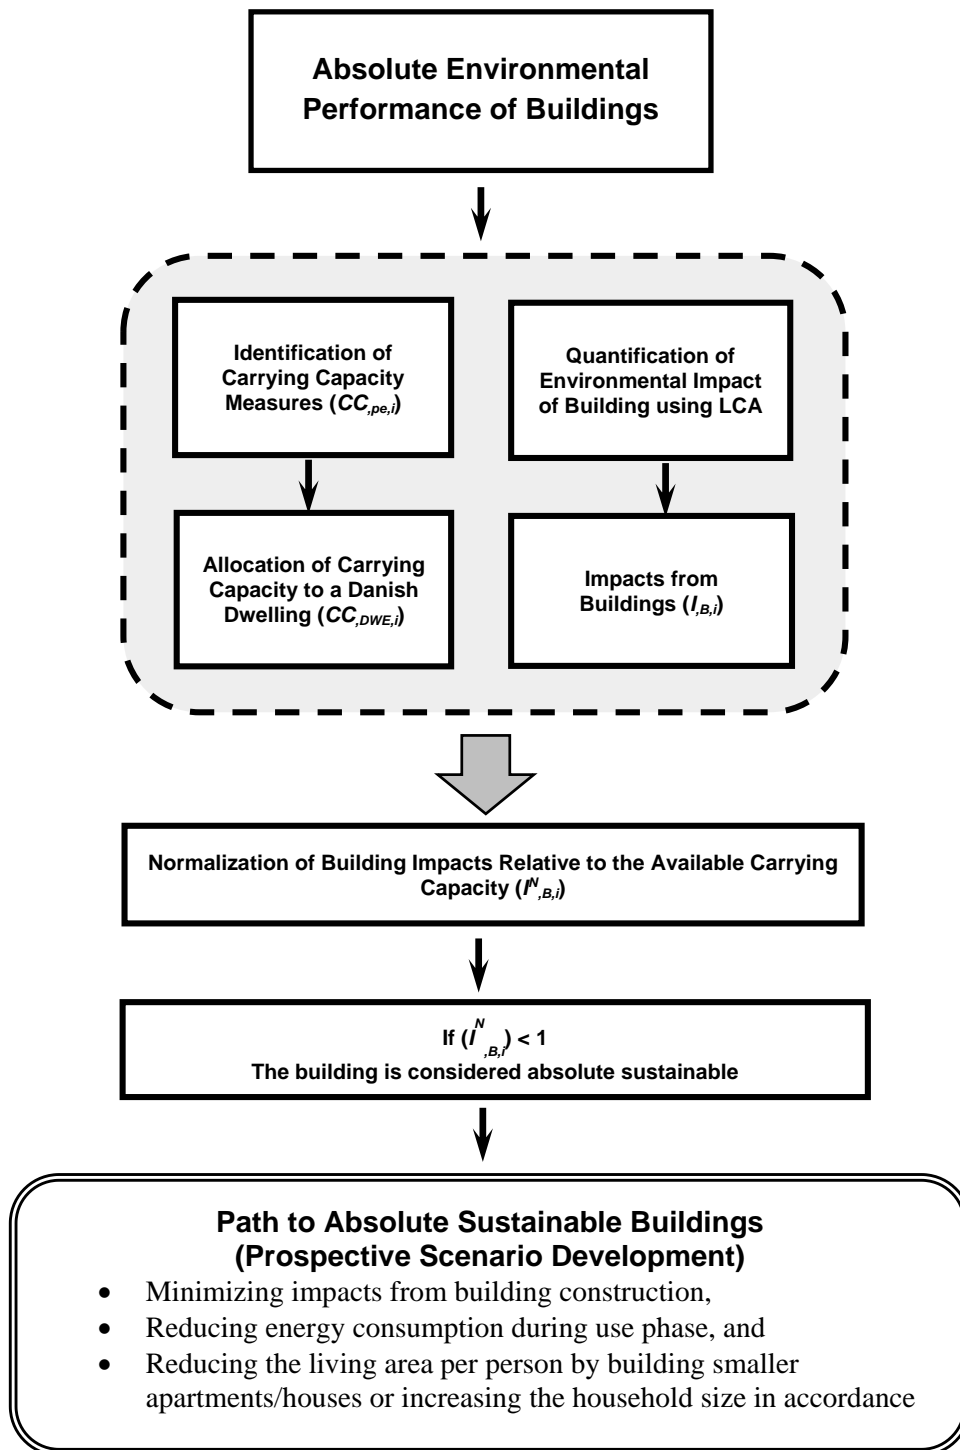 Absolute Environmental
Performance of Buildings
Identification of
Carrying Capacity
Measures (CC,pe,i)
Allocation of Carrying
Capacity to a Danish
Dwelling (CC,DWE,i)
Quantification of
Environmental Impact
of Building using LCA
Impacts from
Buildings (I,B,i)
Normalization of Building Impacts Relative to the Available Carrying
Capacity (I^N,B,i)
If (I^N,B,i) < 1
The building is considered absolute sustainable
Path to Absolute Sustainable Buildings
(Prospective Scenario Development)
• Minimizing impacts from building construction,
• Reducing energy consumption during use phase, and
• Reducing the living area per person by building smaller
apartments/houses or increasing the household size in accordance